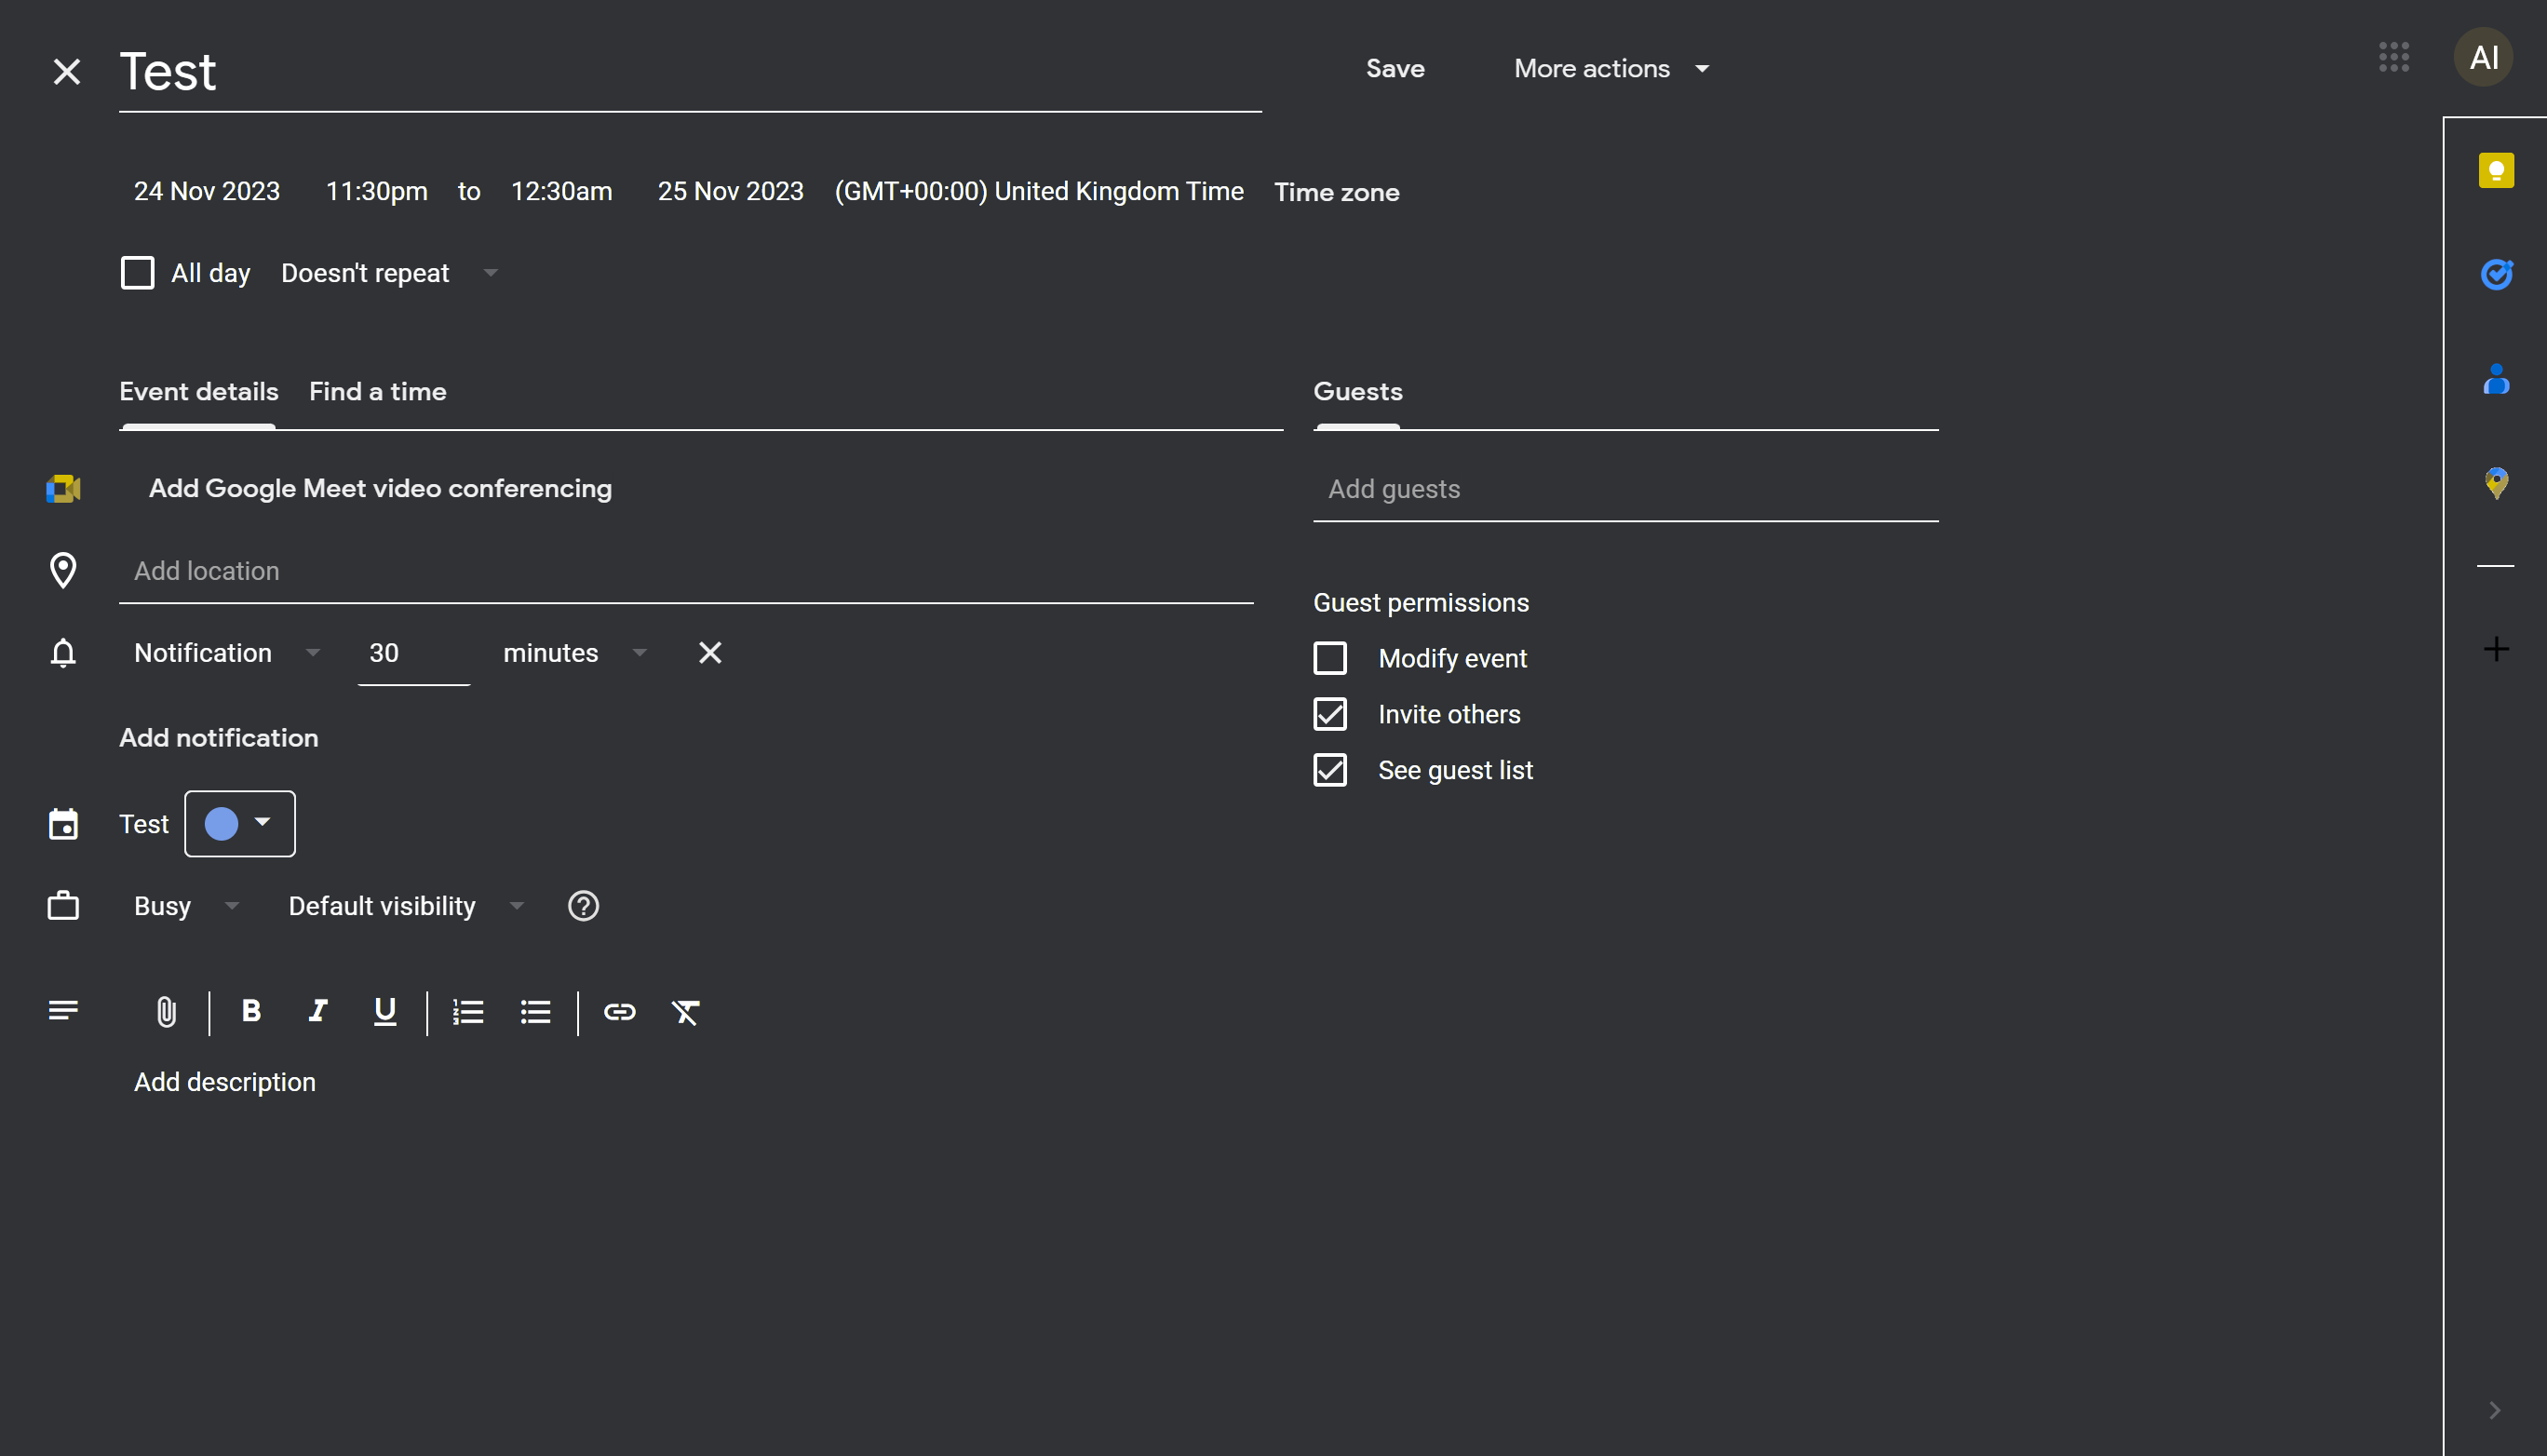 Test
Save
More actions
AI
24 Nov 2023 11:30pm to 12:30am 25 Nov 2023 (GMT+00:00) United Kingdom Time Time zone
All day Doesn't repeat
Event details Find a time
Guests
Add Google Meet video conferencing
Add guests
Add location
Guest permissions
Notification 30 minutes
Modify event
Invite others
Add notification
See guest list
Test
Busy Default visibility
B I U
Add description